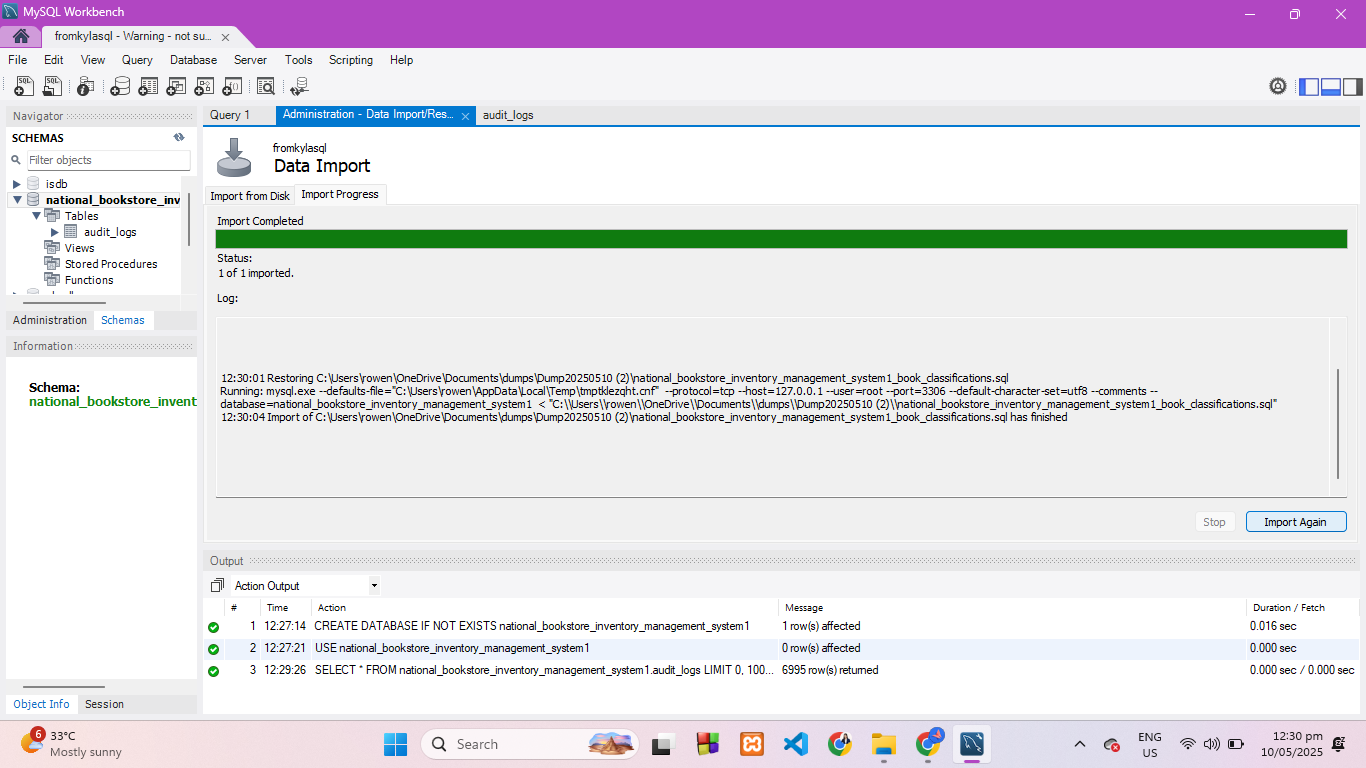 MySQL Workbench
fromkylasql - Warning - not su...
File Edit View Query Database Server Tools Scripting Help
Navigator
SCHEMAS
Filter objects
isdb
national_bookstore_inv
Tables
audit_logs
Views
Stored Procedures
Functions
Administration Schemas
Information
Schema:
national_bookstore_invent
Object Info Session
Query 1 Administration - Data Import/Res... audit_logs
fromkylasql
Data Import
Import from Disk Import Progress
Import Completed
Status:
1 of 1 imported.
Log:
12:30:01 Restoring C:\Users\rowen\OneDrive\Documents\dumps\Dump20250510 (2)\national_bookstore_inventory_management_system1_book_classifications.sql
Running: mysql.exe --defaults-file="C:\Users\rowen\AppData\Local\Temp\tmptklezqht.cnf" --protocol=tcp --host=127.0.0.1 --user=root --port=3306 --default-character-set=utf8 --comments --
database=national_bookstore_inventory_management_system1 < "C:\\Users\\rowen\\OneDrive\\Documents\\dumps\\Dump20250510 (2)\\national_bookstore_inventory_management_system1_book_classifications.sql"
12:30:04 Import of C:\Users\rowen\OneDrive\Documents\dumps\Dump20250510 (2)\national_bookstore_inventory_management_system1_book_classifications.sql has finished
Stop Import Again
Output
Action Output
# Time Action Message Duration / Fetch
1 12:27:14 CREATE DATABASE IF NOT EXISTS national_bookstore_inventory_management_system1 1 row(s) affected 0.016 sec
2 12:27:21 USE national_bookstore_inventory_management_system1 0 row(s) affected 0.000 sec
3 12:29:26 SELECT * FROM national_bookstore_inventory_management_system1.audit_logs LIMIT 0, 100... 6995 row(s) returned 0.000 sec / 0.000 sec
6
33°C
Mostly sunny
Search
ENG
US
12:30 pm
10/05/2025